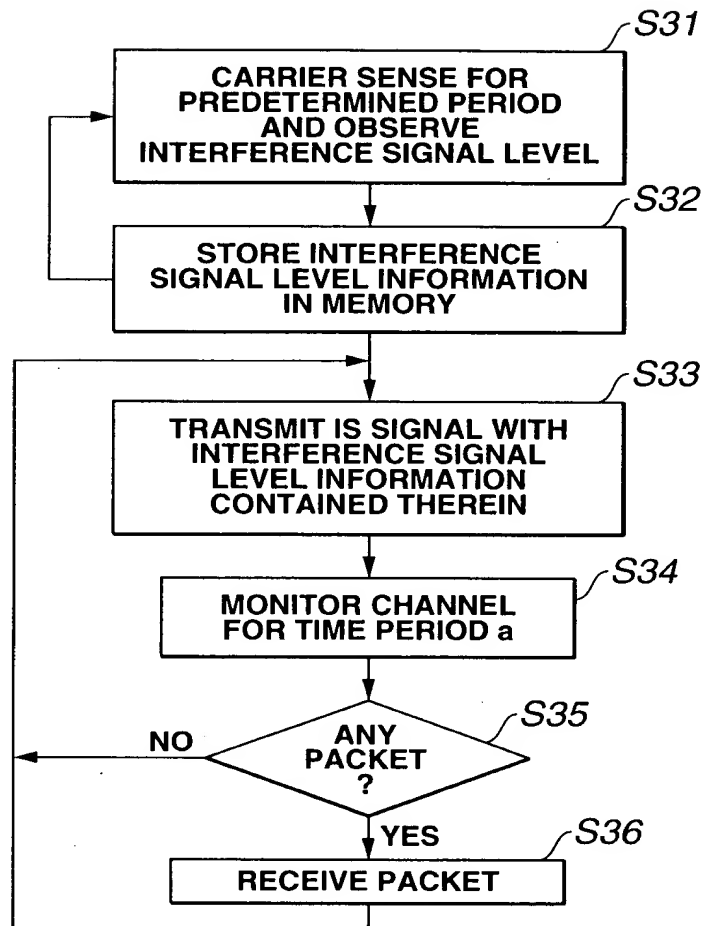 S31
CARRIER SENSE FOR
PREDETERMINED PERIOD
AND OBSERVE
INTERFERENCE SIGNAL LEVEL
S32
STORE INTERFERENCE
SIGNAL LEVEL INFORMATION
IN MEMORY
S33
TRANSMIT IS SIGNAL WITH
INTERFERENCE SIGNAL
LEVEL INFORMATION
CONTAINED THEREIN
S34
MONITOR CHANNEL
FOR TIME PERIOD a
S35
ANY
PACKET
?
NO
YES
S36
RECEIVE PACKET